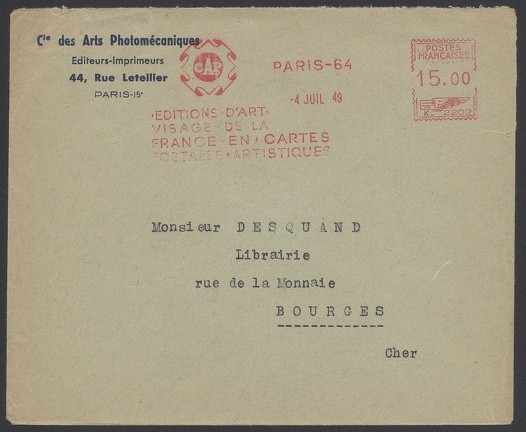 Cie des Arts Photomécaniques
Editeurs-Imprimeurs
44, Rue Letellier
PARIS-15e
CAP
PARIS-64
-4 JUIL 49
POSTES
FRANÇAISES
15.00
2202
·EDITIONS·D'ART·
VISAGE·DE·LA
FRANCE·EN·CARTES
POSTALES·ARTISTIQUES
Monsieur DESQUAND
Librairie
rue de la Monnaie
BOURGES
Cher